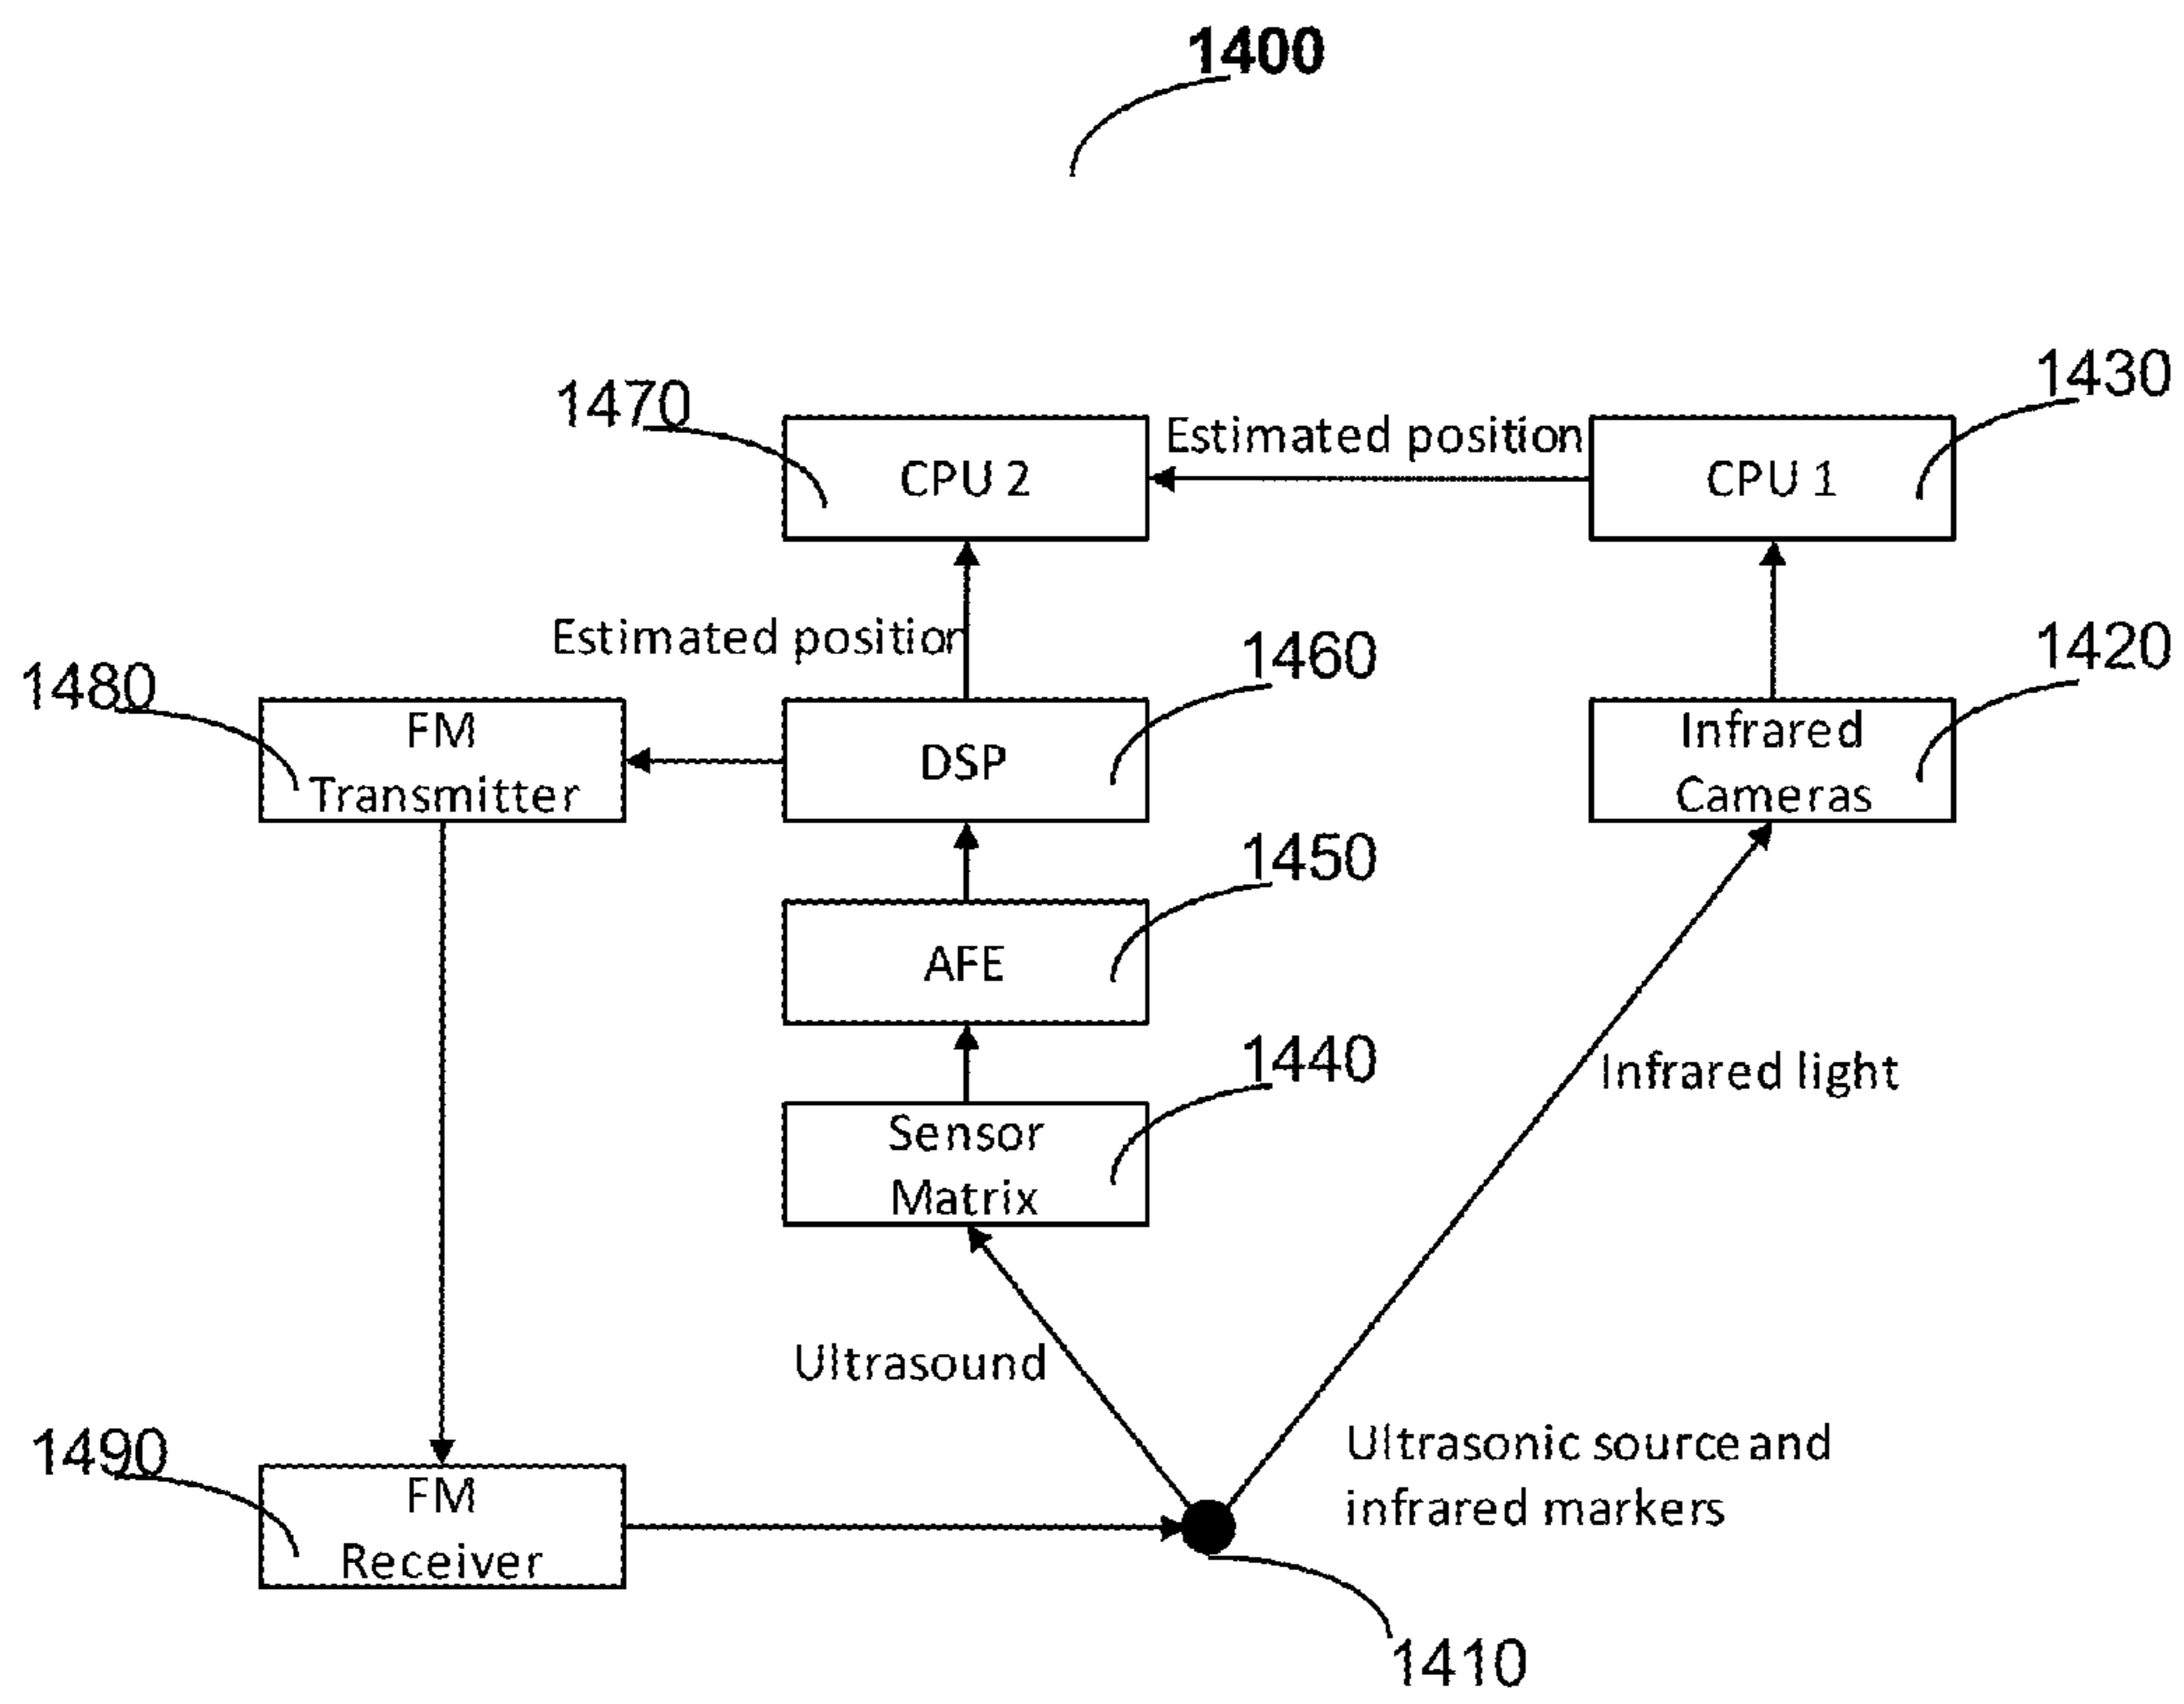 1400
1430
1470
Estimated position
CPU 2
CPU 1
Estimated position
1460
1420
1480
FM
Transmitter
DSP
Infrared
Cameras
1450
AFE
1440
Infrared light
Sensor
Matrix
Ultrasound
1490
Ultrasonic source and
infrared markers
FM
Receiver
1410